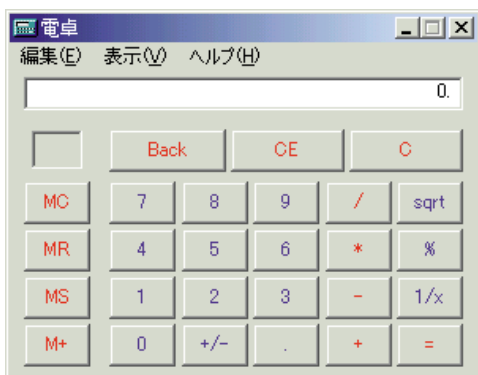 電卓
編集(E) 表示(V) ヘルプ(H)
0.
Back CE C
MC 7 8 9 / sqrt
MR 4 5 6 * %
MS 1 2 3 - 1/x
M+ 0 +/- . + =